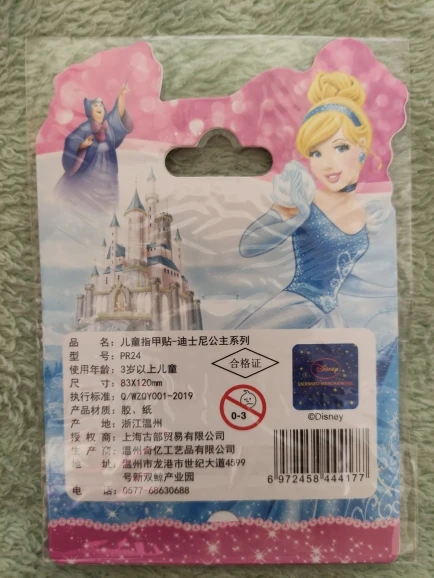 品 名：儿童指甲贴-迪士尼公主系列
型 号：PR24
使用年龄：3岁以上儿童
尺 寸：83X120mm
执行标准：Q/WZQY001-2019
产品材质：胶、纸
产 地：浙江温州
授 权 商：上海古部贸易有限公司
生 产 商：温州奇亿工艺品有限公司
地 址：温州市龙港市世纪大道4599
号新双鲸产业园
电 话：0577-68630688
合格证
0-3
Disney
©Disney
6 972458 444177